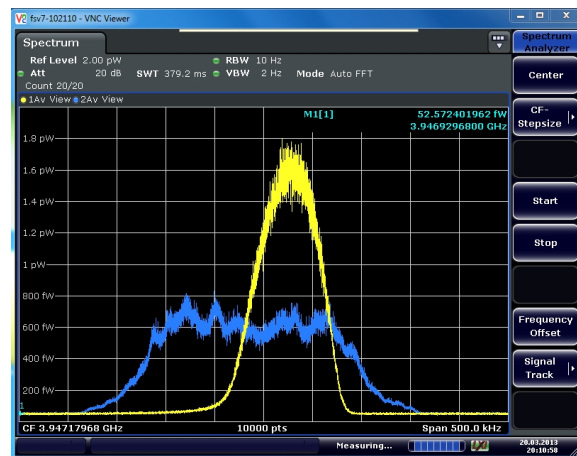 fsv7-102110 - VNC Viewer
Spectrum
Ref Level 2.00 pW RBW 10 Hz
Att 20 dB SWT 379.2 ms VBW 2 Hz Mode Auto FFT
Count 20/20
1Av View 2Av View
M1[1] 52.572401962 fW
3.9469296800 GHz
1.8 pW
1.6 pW
1.4 pW
1.2 pW
1 pW
800 fW
600 fW
400 fW
200 fW
1
CF 3.94717968 GHz 10000 pts Span 500.0 kHz
Measuring... 20.03.2013
20:10:58
Spectrum
Analyzer
Center
CF-
Stepsize
Start
Stop
Frequency
Offset
Signal
Track